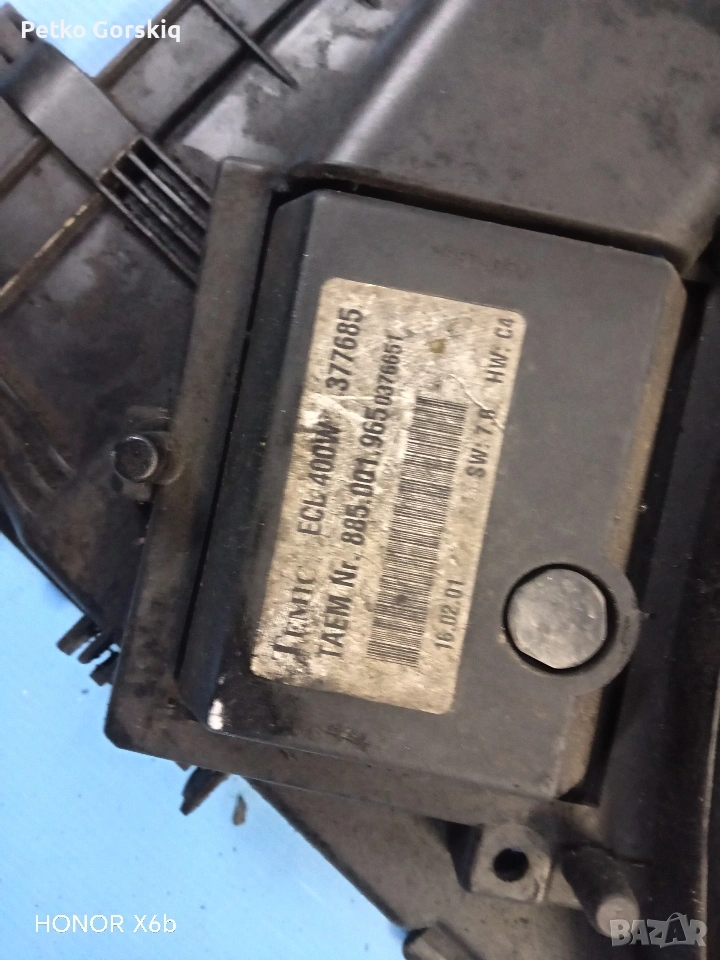 Petko Gorskiq
TEMIC ECL 400W 377685
TAEM Nr. 885.001.965 0376651
16.02.01 SW: 7.8 HW: C4
HONOR X6b
BAZAR